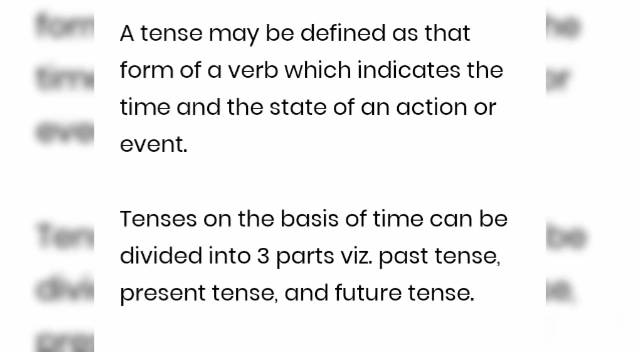 A tense may be defined as that
form of a verb which indicates the
time and the state of an action or
event.
Tenses on the basis of time can be
divided into 3 parts viz. past tense,
present tense, and future tense.